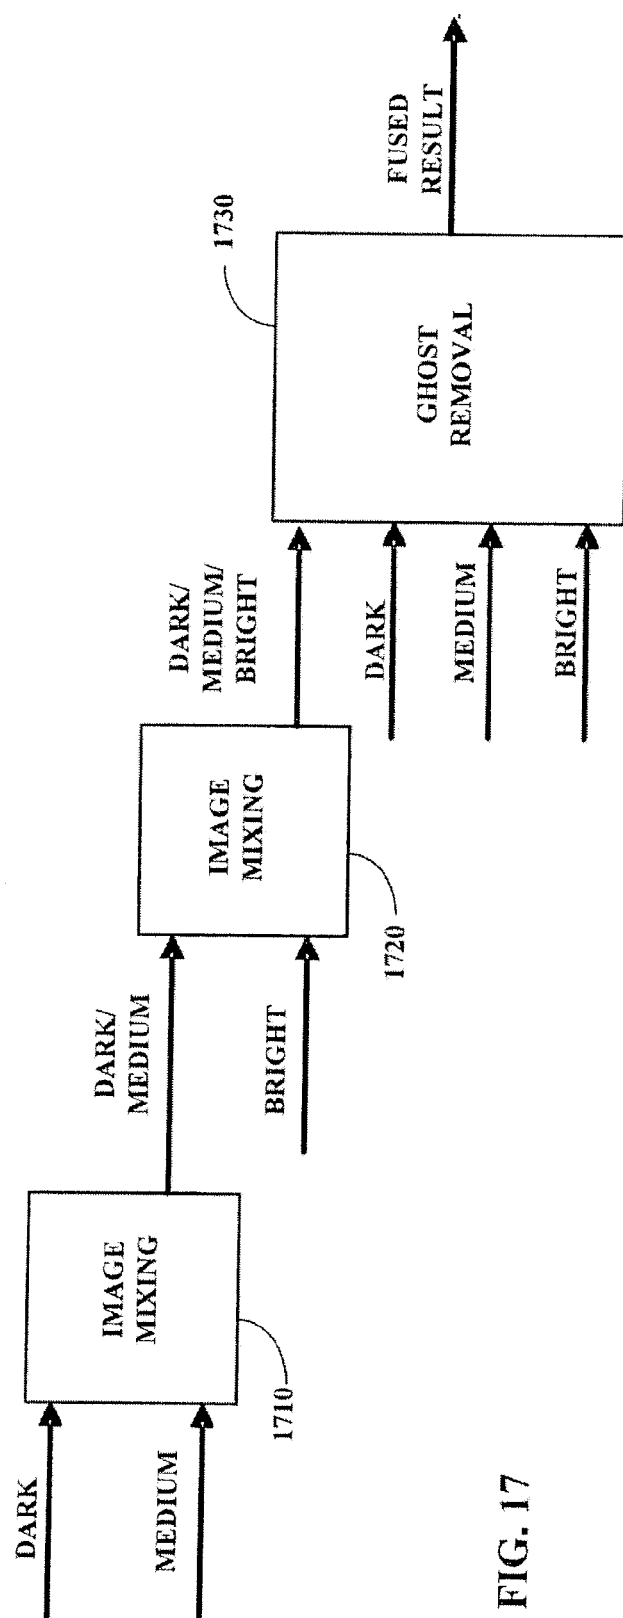 DARK
MEDIUM
IMAGE
MIXING
1710
DARK/
MEDIUM
BRIGHT
IMAGE
MIXING
1720
DARK/
MEDIUM/
BRIGHT
DARK
MEDIUM
BRIGHT
GHOST
REMOVAL
1730
FUSED
RESULT
FIG. 17